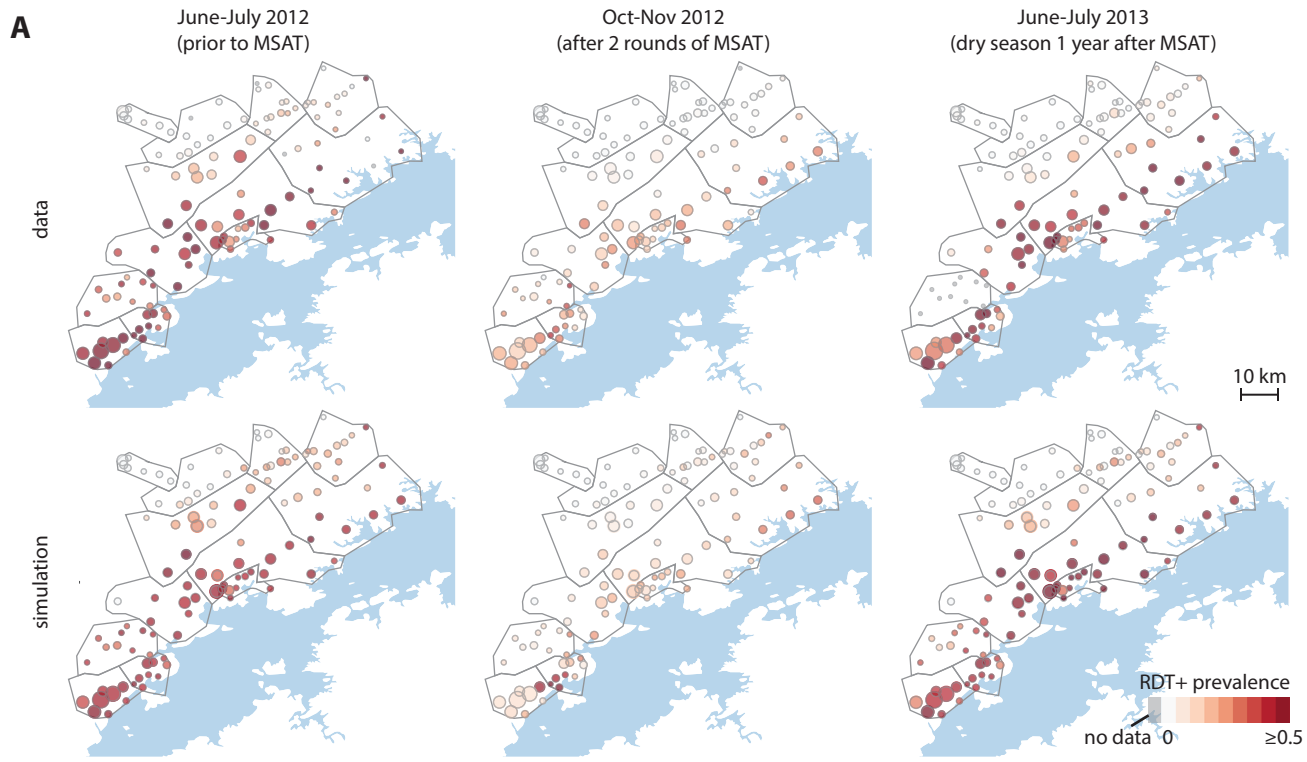 A
June-July 2012
(prior to MSAT)
Oct-Nov 2012
(after 2 rounds of MSAT)
June-July 2013
(dry season 1 year after MSAT)
data
10 km
simulation
RDT+ prevalence
no data
0
≥0.5